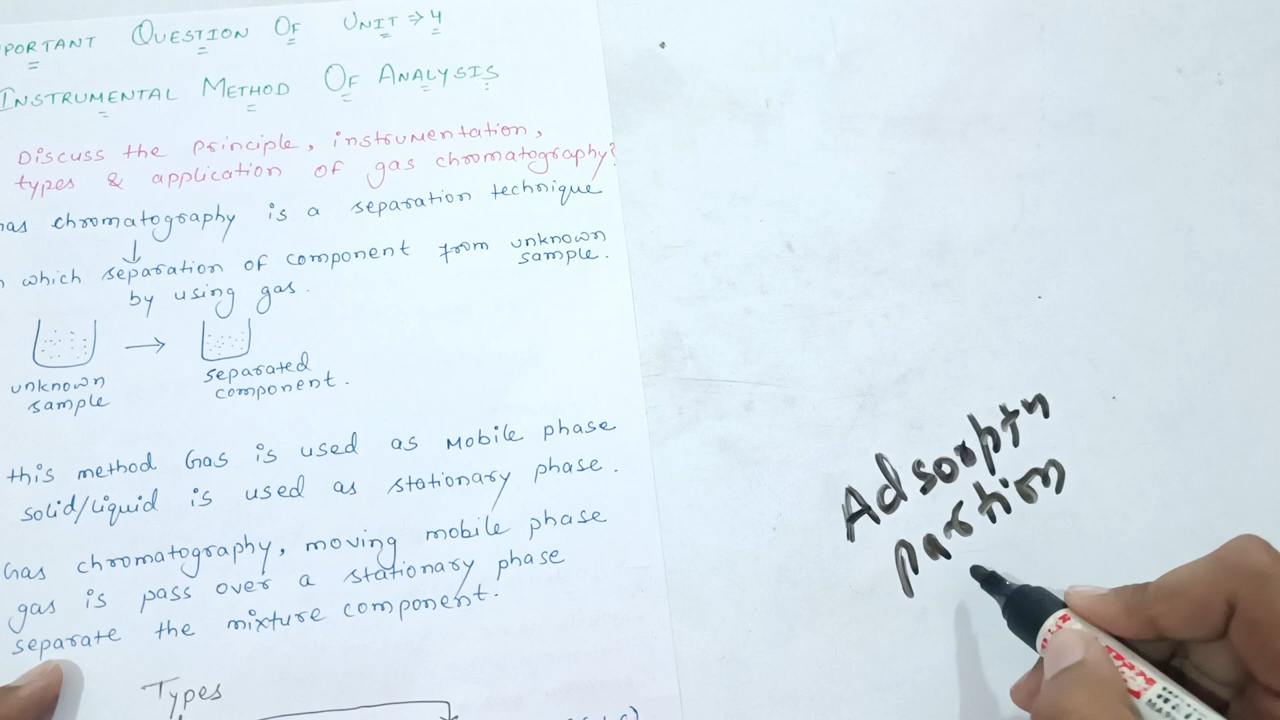 PORTANT QUESTION OF UNIT ⇒ 4
INSTRUMENTAL METHOD OF ANALYSIS
Discuss the principle, instrumentation,
types & application of gas chromatography?
as chromatography is a separation technique
which separation of component from unknown
sample.
by using gas.
unknown
sample
separated
component.
this method Gas is used as Mobile phase
solid/liquid is used as stationary phase.
Gas chromatography, moving mobile phase
gas is pass over a stationary phase
separate the mixture component.
Types
Adsorptn
partion